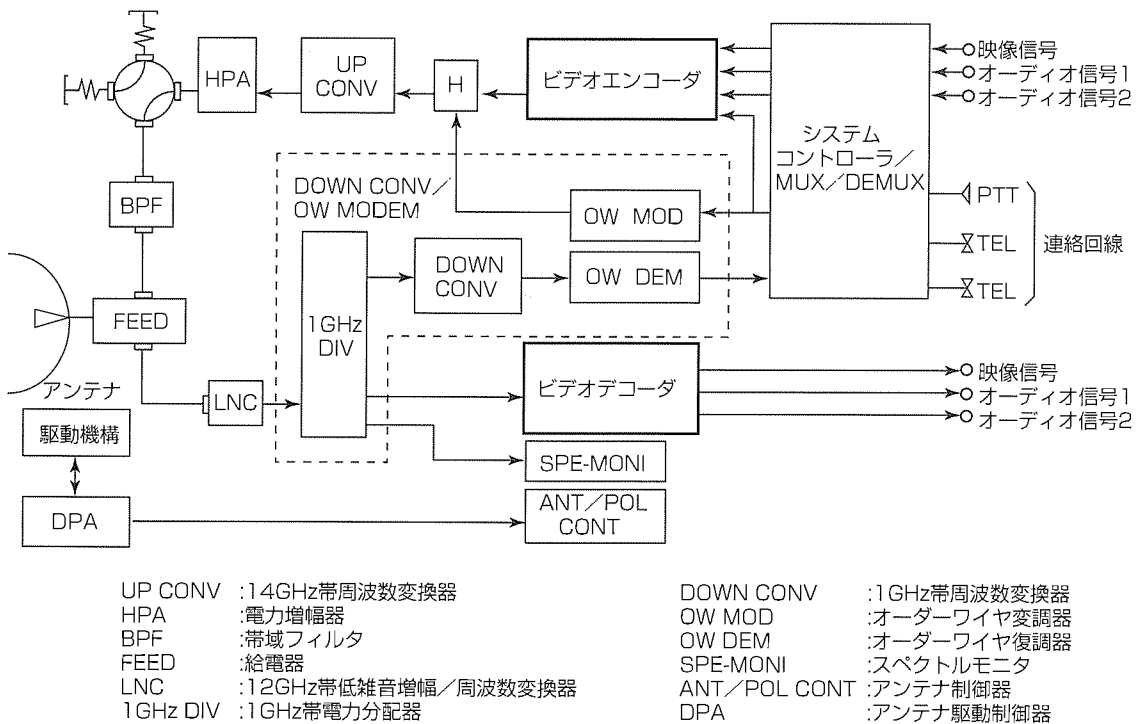 HPA
UP
CONV
H
ビデオエンコーダ
システム
コントローラ／
MUX／DEMUX
映像信号
オーディオ信号1
オーディオ信号2
PTT
TEL
TEL
連絡回線
BPF
DOWN CONV／
OW MODEM
OW MOD
DOWN
CONV
OW DEM
FEED
1GHz
DIV
アンテナ
LNC
ビデオデコーダ
映像信号
オーディオ信号1
オーディオ信号2
駆動機構
SPE-MONI
DPA
ANT／POL
CONT
UP CONV :14GHz帯周波数変換器
HPA :電力増幅器
BPF :帯域フィルタ
FEED :給電器
LNC :12GHz帯低雑音増幅／周波数変換器
1GHz DIV :1GHz帯電力分配器
DOWN CONV :1GHz帯周波数変換器
OW MOD :オーダーワイヤ変調器
OW DEM :オーダーワイヤ復調器
SPE-MONI :スペクトルモニタ
ANT／POL CONT :アンテナ制御器
DPA :アンテナ駆動制御器